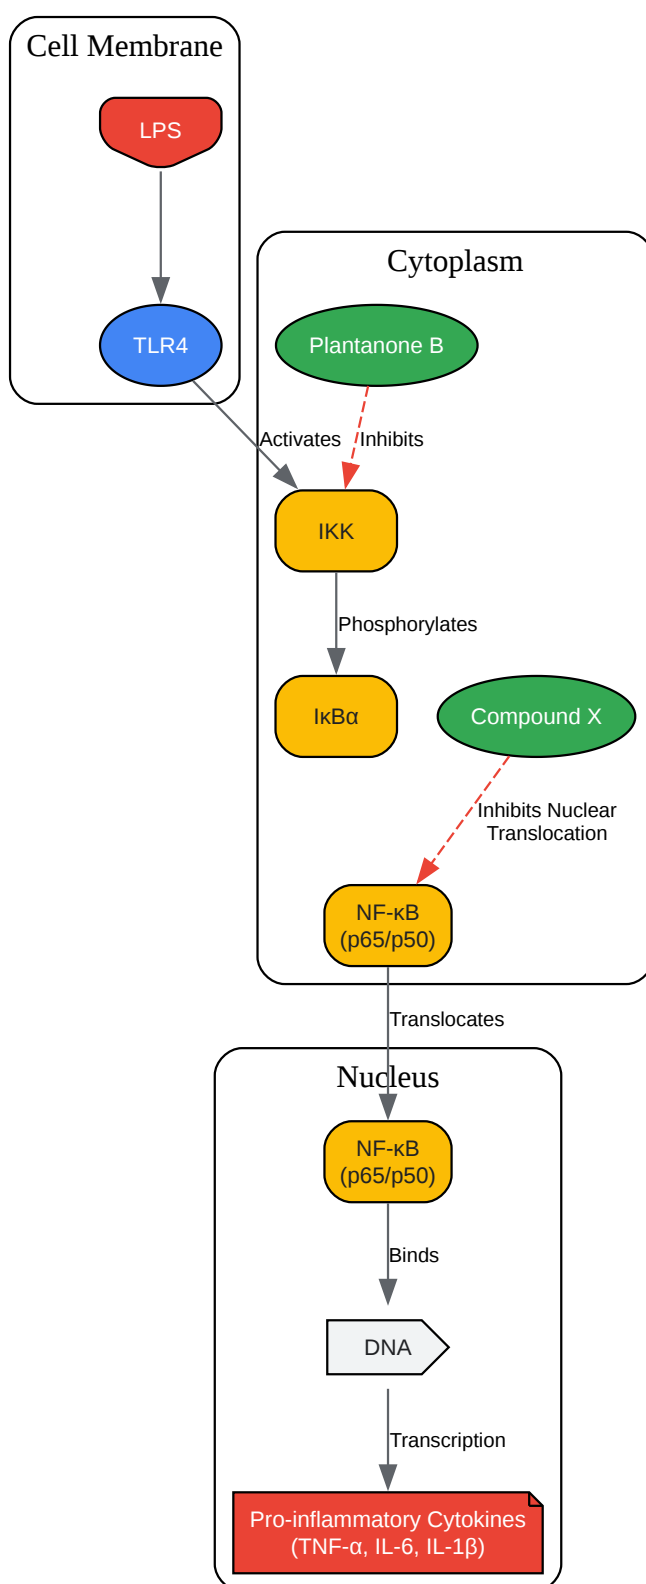 Cell Membrane
LPS
TLR4
Cytoplasm
Plantanone B
Activates
Inhibits
IKK
Phosphorylates
IκBα
Compound X
Inhibits Nuclear
Translocation
NF-κB
(p65/p50)
Translocates
Nucleus
NF-κB
(p65/p50)
Binds
DNA
Transcription
Pro-inflammatory Cytokines
(TNF-α, IL-6, IL-1β)